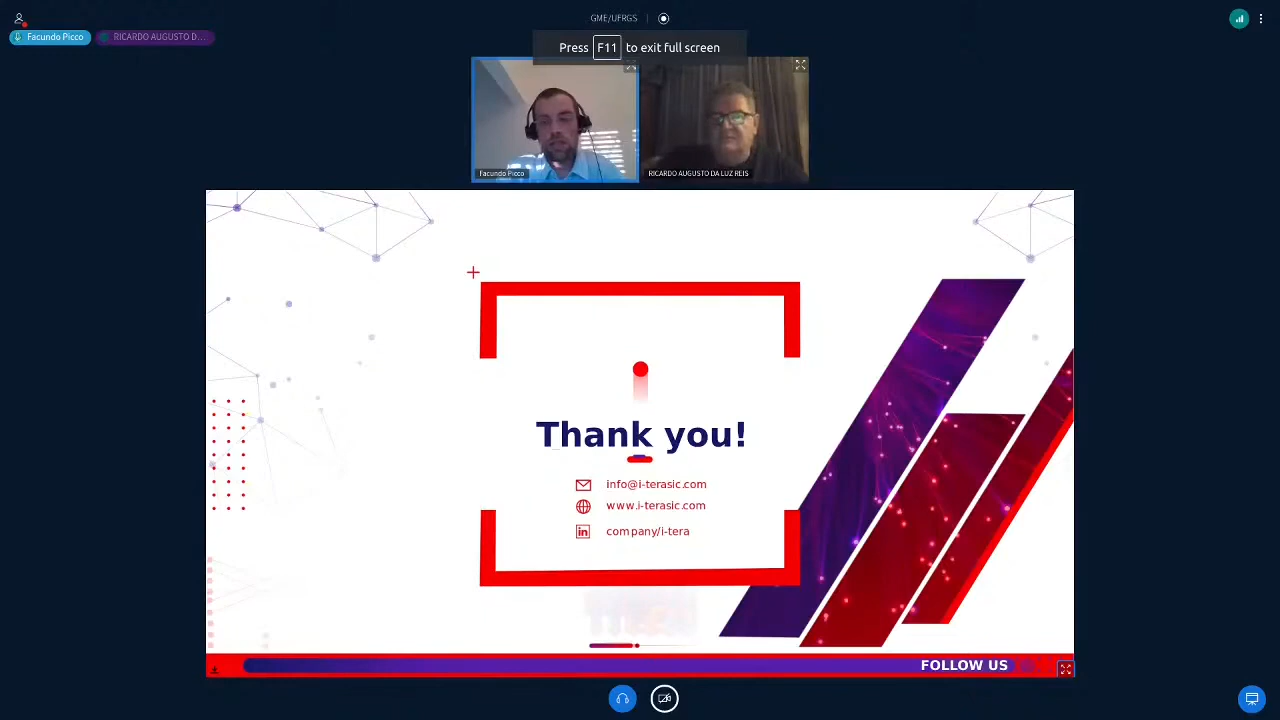 GME/UFRGS
Facundo Picco
RICARDO AUGUSTO D...
Press F11 to exit full screen
Facundo Picco
RICARDO AUGUSTO DA LUZ REIS
Thank you!
info@i-terasic.com
www.i-terasic.com
in company/i-tera
FOLLOW US